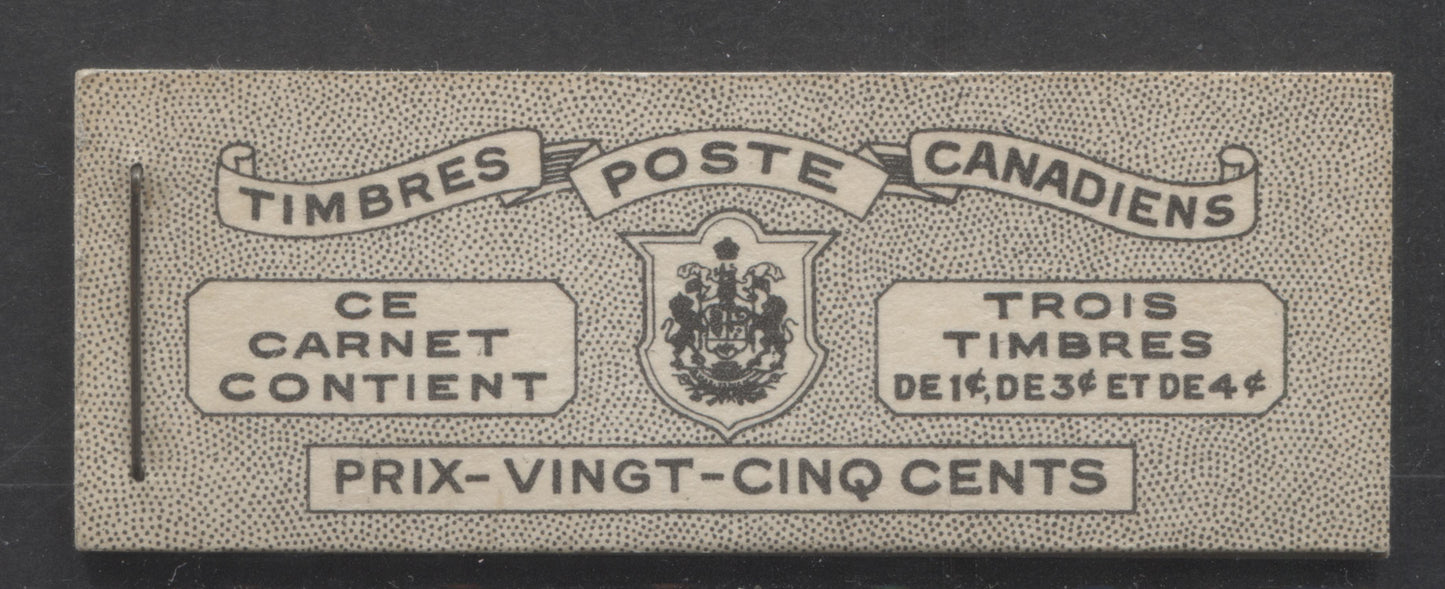 TIMBRES POSTE CANADIENS
CE
CARNET
CONTIENT
TROIS
TIMBRES
DE 1¢, DE 3¢ ET DE 4¢
PRIX-VINGT-CINQ CENTS